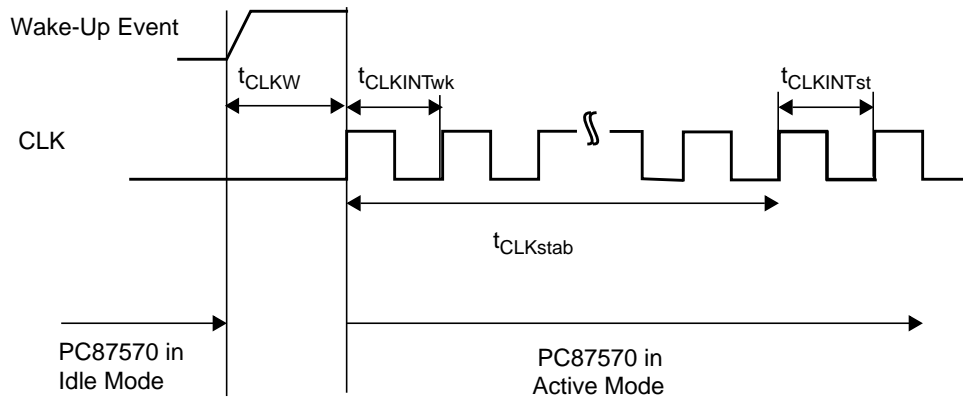 Wake-Up Event
tCLKW
tCLKINTwk
tCLKINTst
CLK
tCLKstab
PC87570 in
Idle Mode
PC87570 in
Active Mode